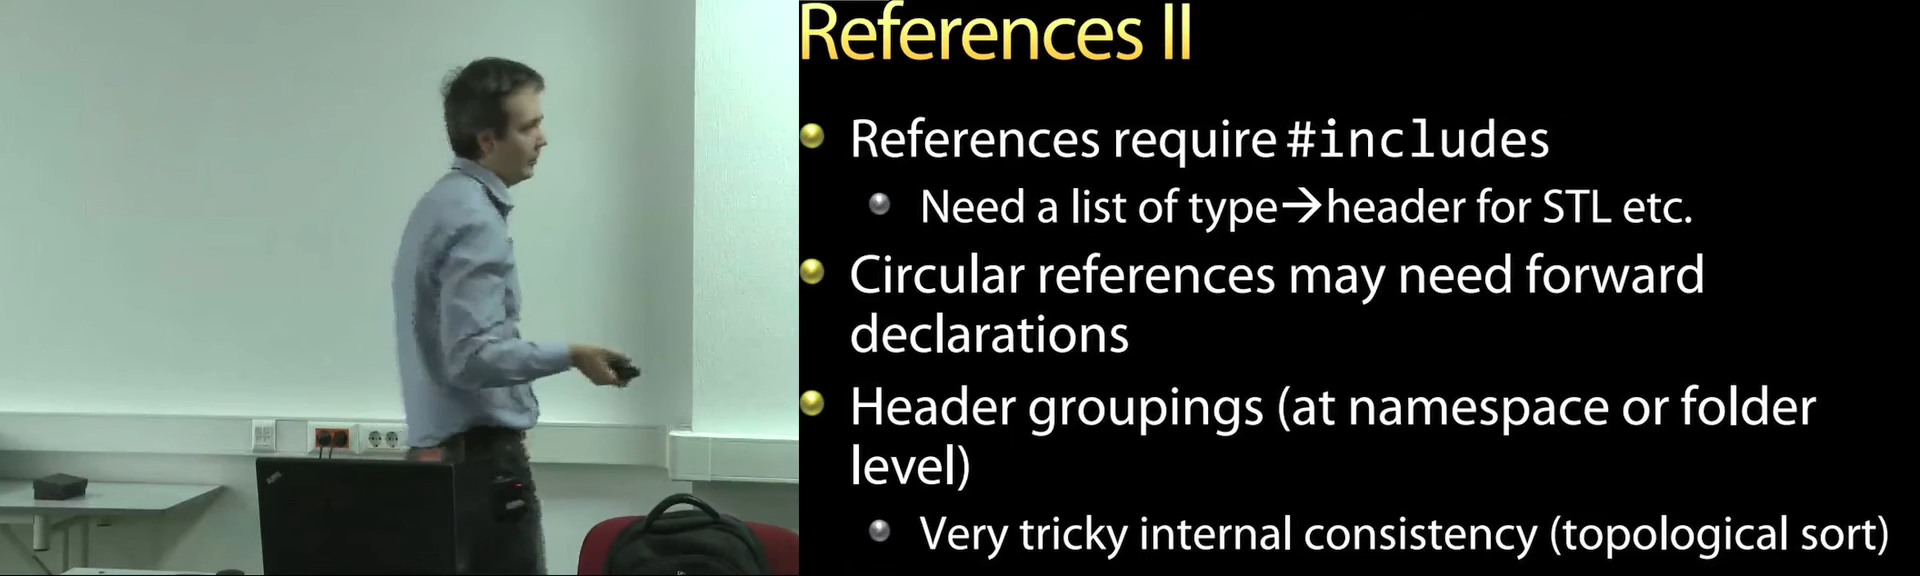 References II
References require #includes
Need a list of type→header for STL etc.
Circular references may need forward
declarations
Header groupings (at namespace or folder
level)
Very tricky internal consistency (topological sort)